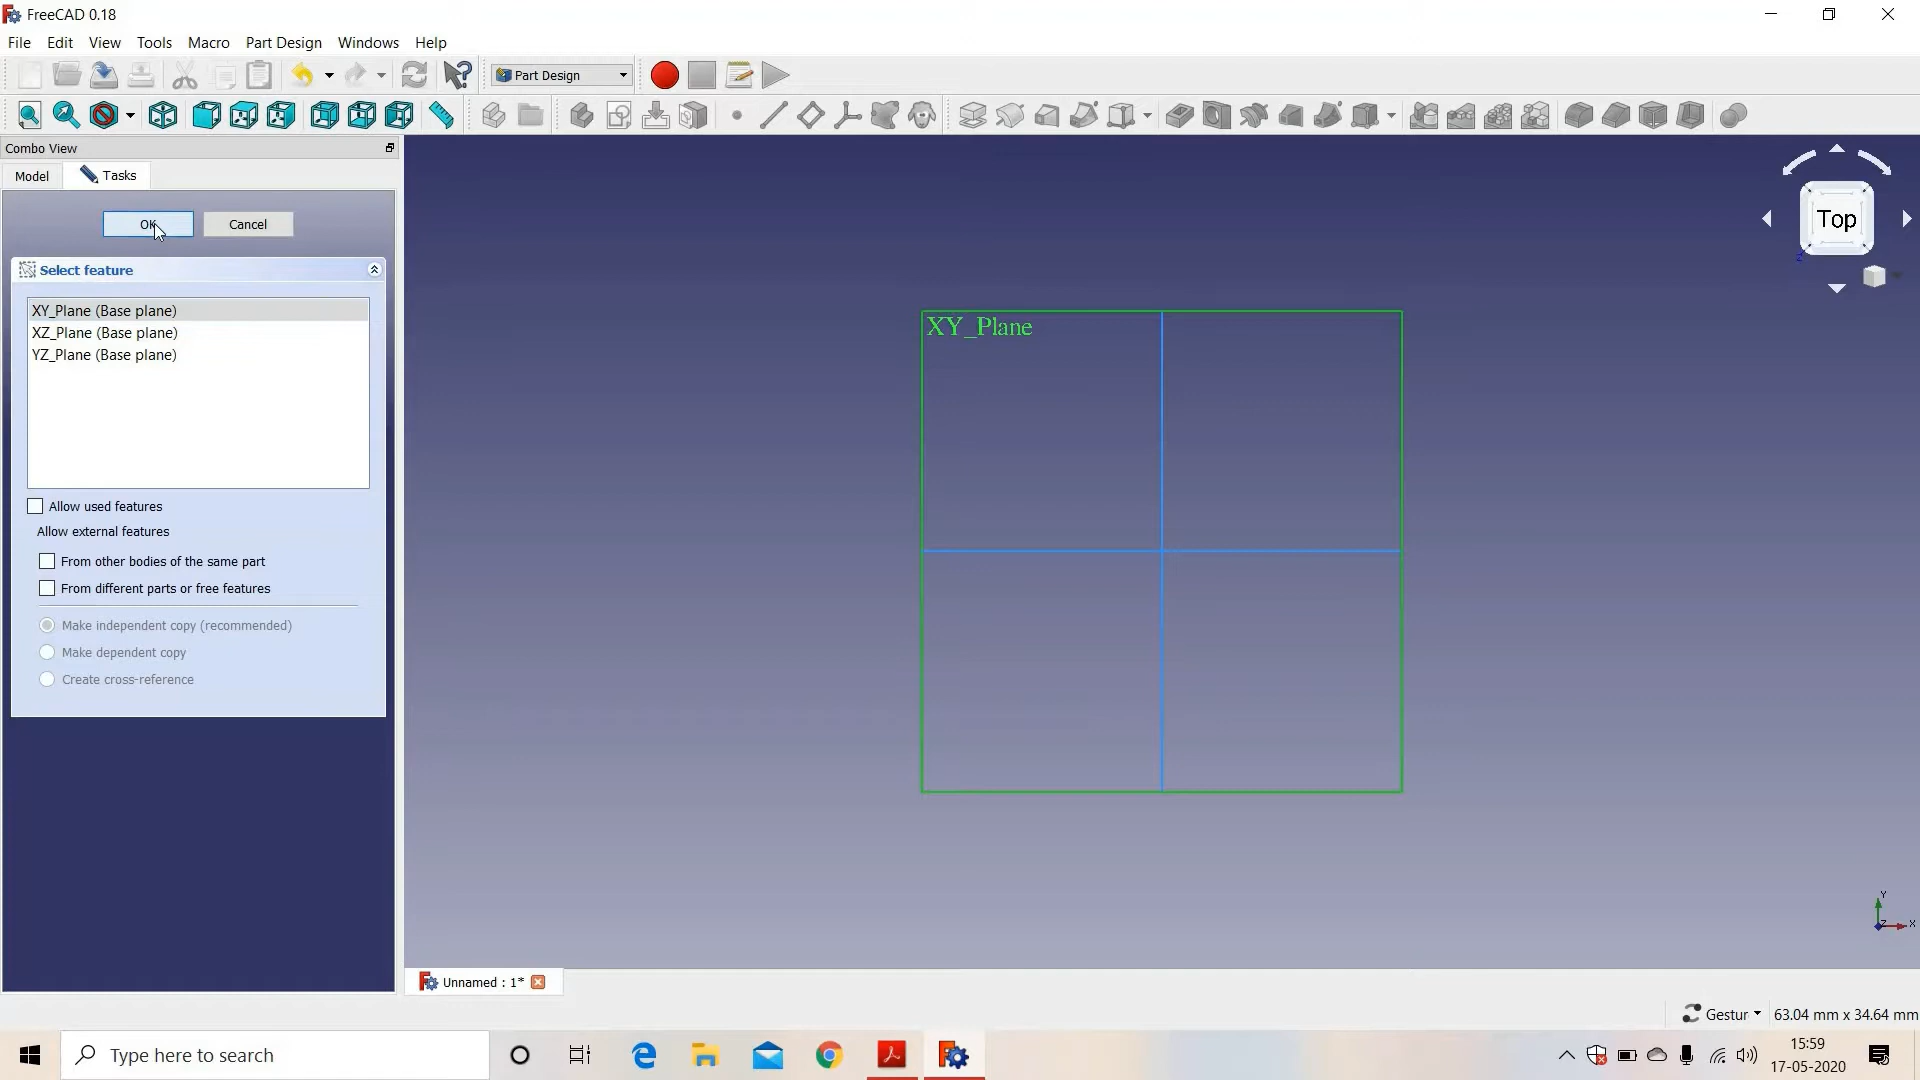 FreeCAD 0.18
File Edit View Tools Macro Part Design Windows Help
Part Design
Combo View
Model Tasks
OK Cancel
Select feature
XY_Plane (Base plane)
XZ_Plane (Base plane)
YZ_Plane (Base plane)
Allow used features
Allow external features
From other bodies of the same part
From different parts or free features
Make independent copy (recommended)
Make dependent copy
Create cross-reference
XY_Plane
Top
Z
Y
Z X
Unnamed : 1*
Gestur 63.04 mm x 34.64 mm
Type here to search
15:59
17-05-2020